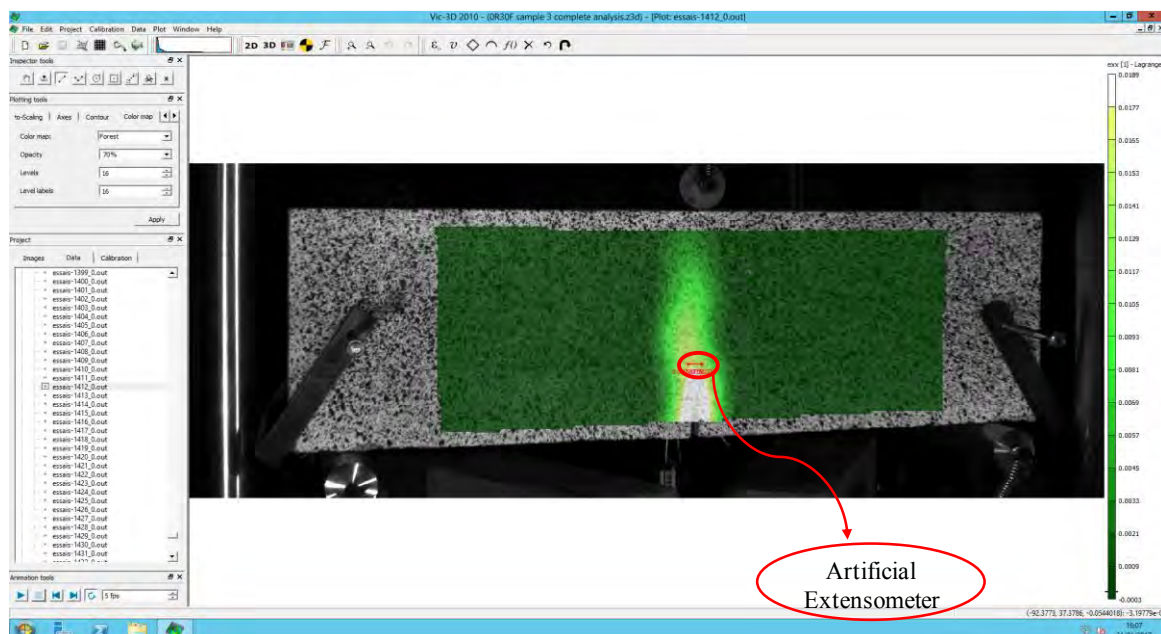 Vic-3D 2010 - (0R30F sample 3 complete analysis.z3d) - [Plot: essais-1412_0.out]
File Edit Project Calibration Data Plot Window Help
2D 3D
Inspector tools
Plotting tools
to-Scaling Axes Contour Color map
Color map: Forest
Opacity 70%
Levels 16
Level labels 16
Apply
Project
Images Data Calibration
essais-1399_0.out
essais-1400_0.out
essais-1401_0.out
essais-1402_0.out
essais-1403_0.out
essais-1404_0.out
essais-1405_0.out
essais-1406_0.out
essais-1407_0.out
essais-1408_0.out
essais-1409_0.out
essais-1410_0.out
essais-1411_0.out
essais-1412_0.out
essais-1413_0.out
essais-1414_0.out
essais-1415_0.out
essais-1416_0.out
essais-1417_0.out
essais-1418_0.out
essais-1419_0.out
essais-1420_0.out
essais-1421_0.out
essais-1422_0.out
essais-1423_0.out
essais-1424_0.out
essais-1425_0.out
essais-1426_0.out
essais-1427_0.out
essais-1428_0.out
essais-1429_0.out
essais-1430_0.out
essais-1431_0.out
Animation tools
5 fps
exx [1] - Lagrange
0.0189
0.0177
0.0165
0.0153
0.0141
0.0129
0.0117
0.0105
0.0093
0.0081
0.0069
0.0057
0.0045
0.0033
0.0021
0.0009
-0.0003
Artificial
Extensometer
(-92.3773, 37.3786, -0.0544018): -3.19779e-0
16:07